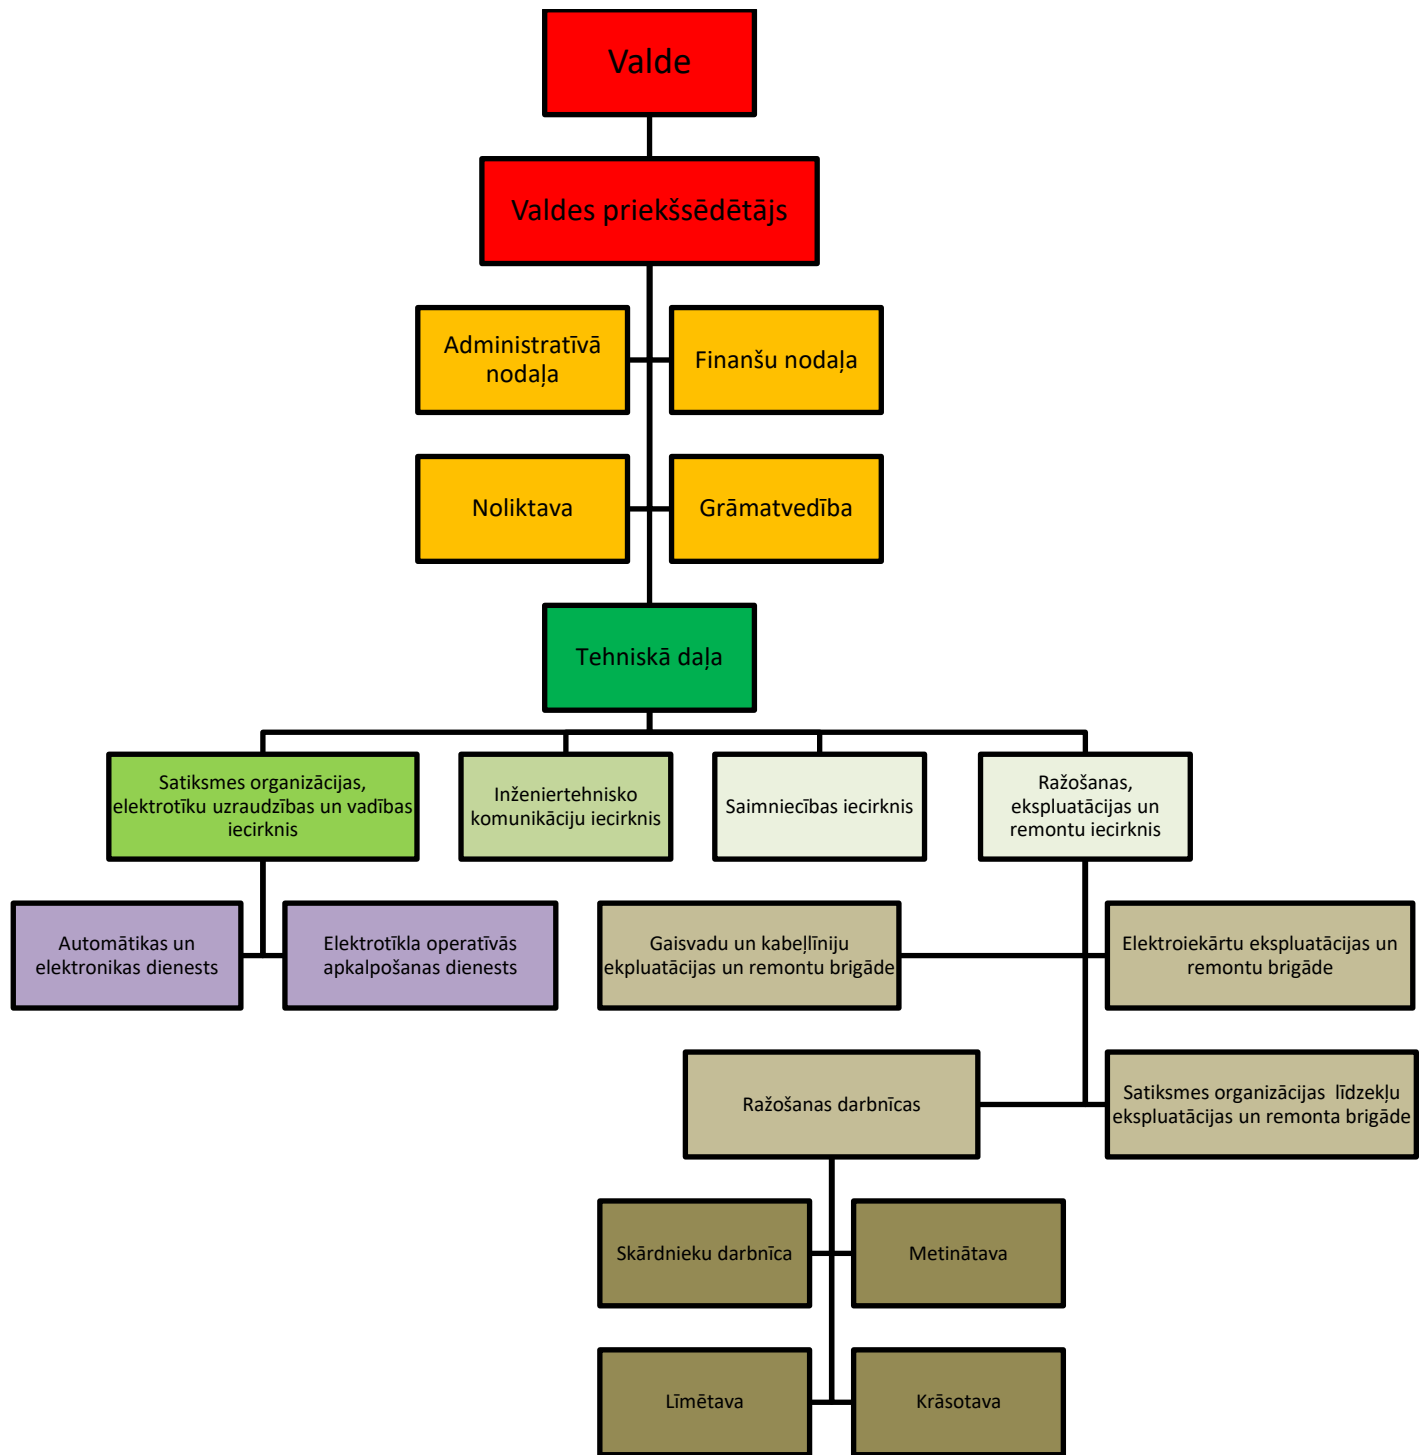 Valde
Valdes priekšsēdētājs
Administratīvā
nodaļa
Finanšu nodaļa
Noliktava
Grāmatvedība
Tehniskā daļa
Satiksmes organizācijas,
elektrotīku uzraudzības un vadības
iecirknis
Inženiertehnisko
komunikāciju iecirknis
Saimniecības iecirknis
Ražošanas,
ekspluatācijas un
remontu iecirknis
Automātikas un
elektronikas dienests
Elektrotīkla operatīvās
apkalpošanas dienests
Gaisvadu un kabeļlīniju
ekpluatācijas un remontu brigāde
Elektroiekārtu ekspluatācijas un
remontu brigāde
Ražošanas darbnīcas
Satiksmes organizācijas  līdzekļu
ekspluatācijas un remonta brigāde
Skārdnieku darbnīca
Metinātava
Līmētava
Krāsotava